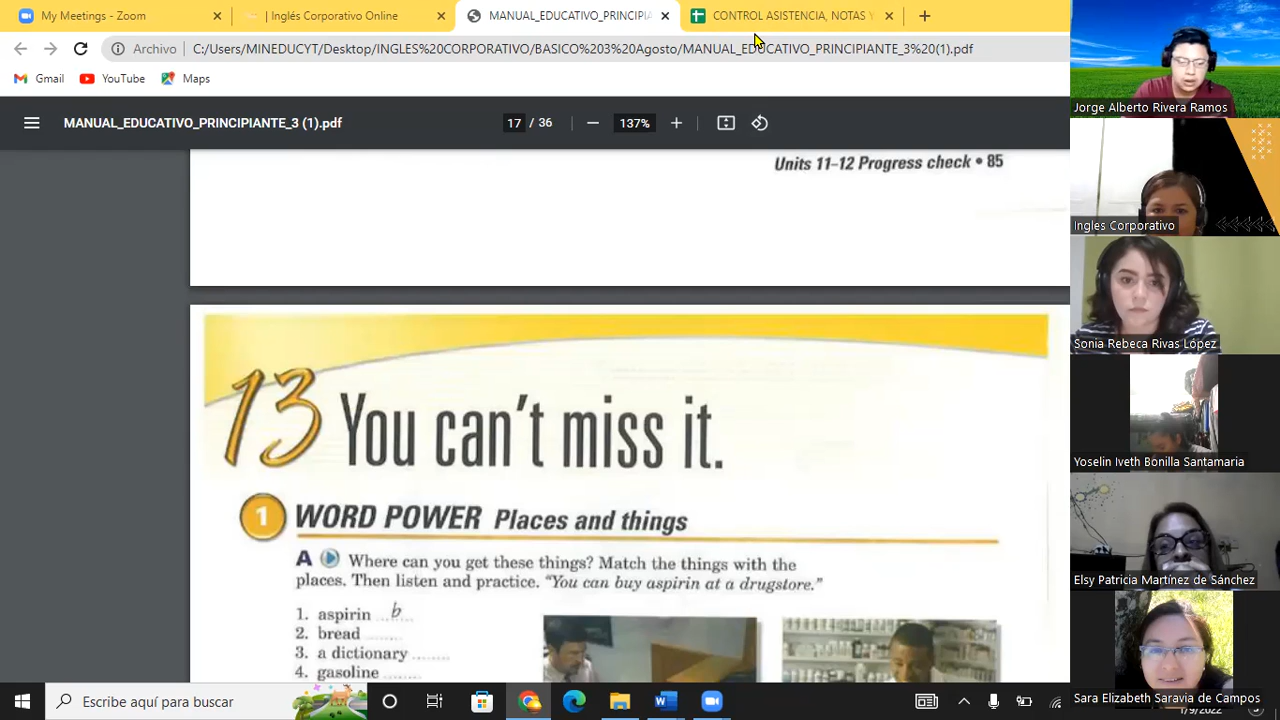 My Meetings - Zoom
| Inglés Corporativo Online
MANUAL_EDUCATIVO_PRINCIPIA
CONTROL ASISTENCIA, NOTAS Y
Archivo
C:/Users/MINEDUCYT/Desktop/INGLES%20CORPORATIVO/BASICO%203%20Agosto/MANUAL_EDUCATIVO_PRINCIPIANTE_3%20(1).pdf
Gmail
YouTube
Maps
MANUAL_EDUCATIVO_PRINCIPIANTE_3 (1).pdf
17 / 36
137%
Units 11–12 Progress check • 85
13 You can't miss it.
1 WORD POWER Places and things
A Where can you get these things? Match the things with the
places. Then listen and practice. "You can buy aspirin at a drugstore."
1. aspirin b
2. bread
3. a dictionary
4. gasoline
Jorge Alberto Rivera Ramos
Ingles Corporativo
Sonia Rebeca Rivas López
Yoselin Iveth Bonilla Santamaria
Elsy Patricia Martínez de Sánchez
Sara Elizabeth Saravia de Campos
Escribe aquí para buscar
1/9/2022